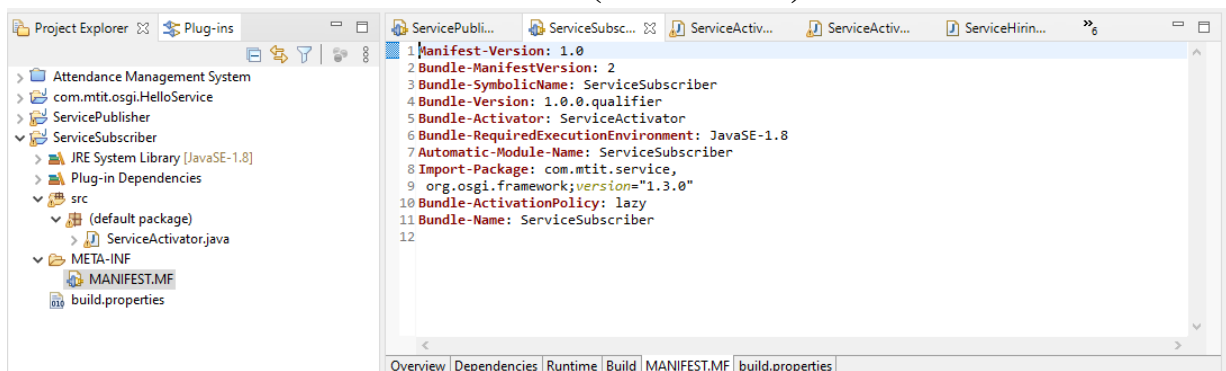 Project Explorer Plug-ins
Attendance Management System
com.mtit.osgi.HelloService
ServicePublisher
ServiceSubscriber
JRE System Library [JavaSE-1.8]
Plug-in Dependencies
src
(default package)
ServiceActivator.java
META-INF
MANIFEST.MF
build.properties
ServicePubli... ServiceSubsc... ServiceActiv... ServiceActiv... ServiceHirin... »6
1 Manifest-Version: 1.0
2 Bundle-ManifestVersion: 2
3 Bundle-SymbolicName: ServiceSubscriber
4 Bundle-Version: 1.0.0.qualifier
5 Bundle-Activator: ServiceActivator
6 Bundle-RequiredExecutionEnvironment: JavaSE-1.8
7 Automatic-Module-Name: ServiceSubscriber
8 Import-Package: com.mtit.service,
9 org.osgi.framework;version="1.3.0"
10 Bundle-ActivationPolicy: lazy
11 Bundle-Name: ServiceSubscriber
12
Overview Dependencies Runtime Build MANIFEST.MF build.properties